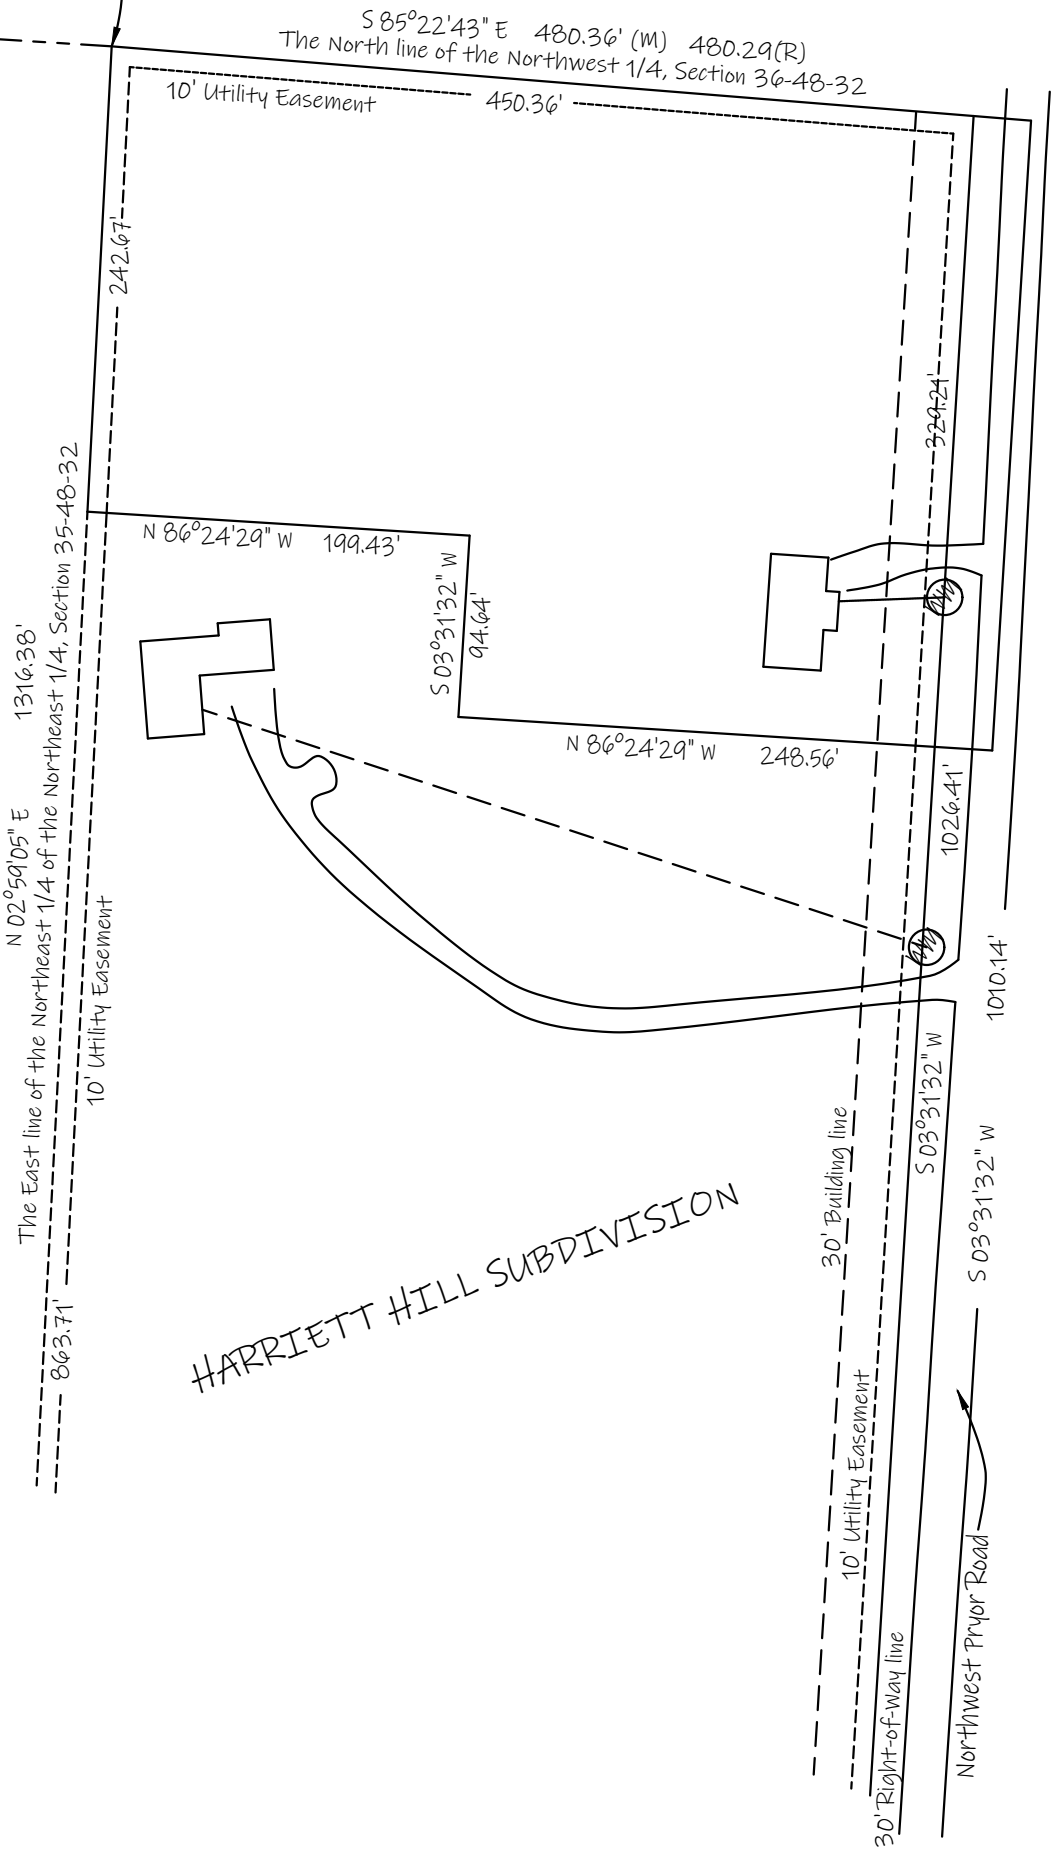 S 85°22'43" E 480.36' (M) 480.29(R)
The North line of the Northwest 1/4, Section 36-48-32
10' Utility Easement
450.36'
242.67'
329.21'
N 86°24'29" W 199.43'
S 03°31'32" W
94.64'
N 86°24'29" W 248.56'
1026.41'
N 02°59'05" E 1316.38'
The East line of the Northeast 1/4 of the Northeast 1/4, Section 35-48-32
10' Utility Easement
863.71'
1010.14'
S 03°31'32" W
S 03°31'32" W
30' Building line
HARRIETT HILL SUBDIVISION
10' Utility Easement
30' Right-of-Way line
Northwest Pryor Road